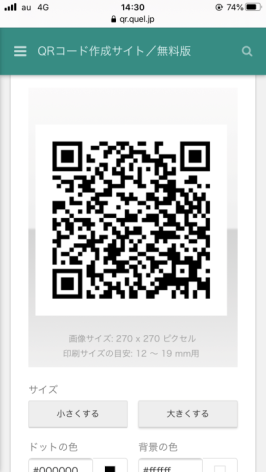 au 4G 14:30 74%
qr.quel.jp
QRコード作成サイト／無料版
画像サイズ: 270 x 270 ピクセル
印刷サイズの目安: 12 〜 19 mm用
サイズ
小さくする 大きくする
ドットの色 背景の色
#000000 #ffffff